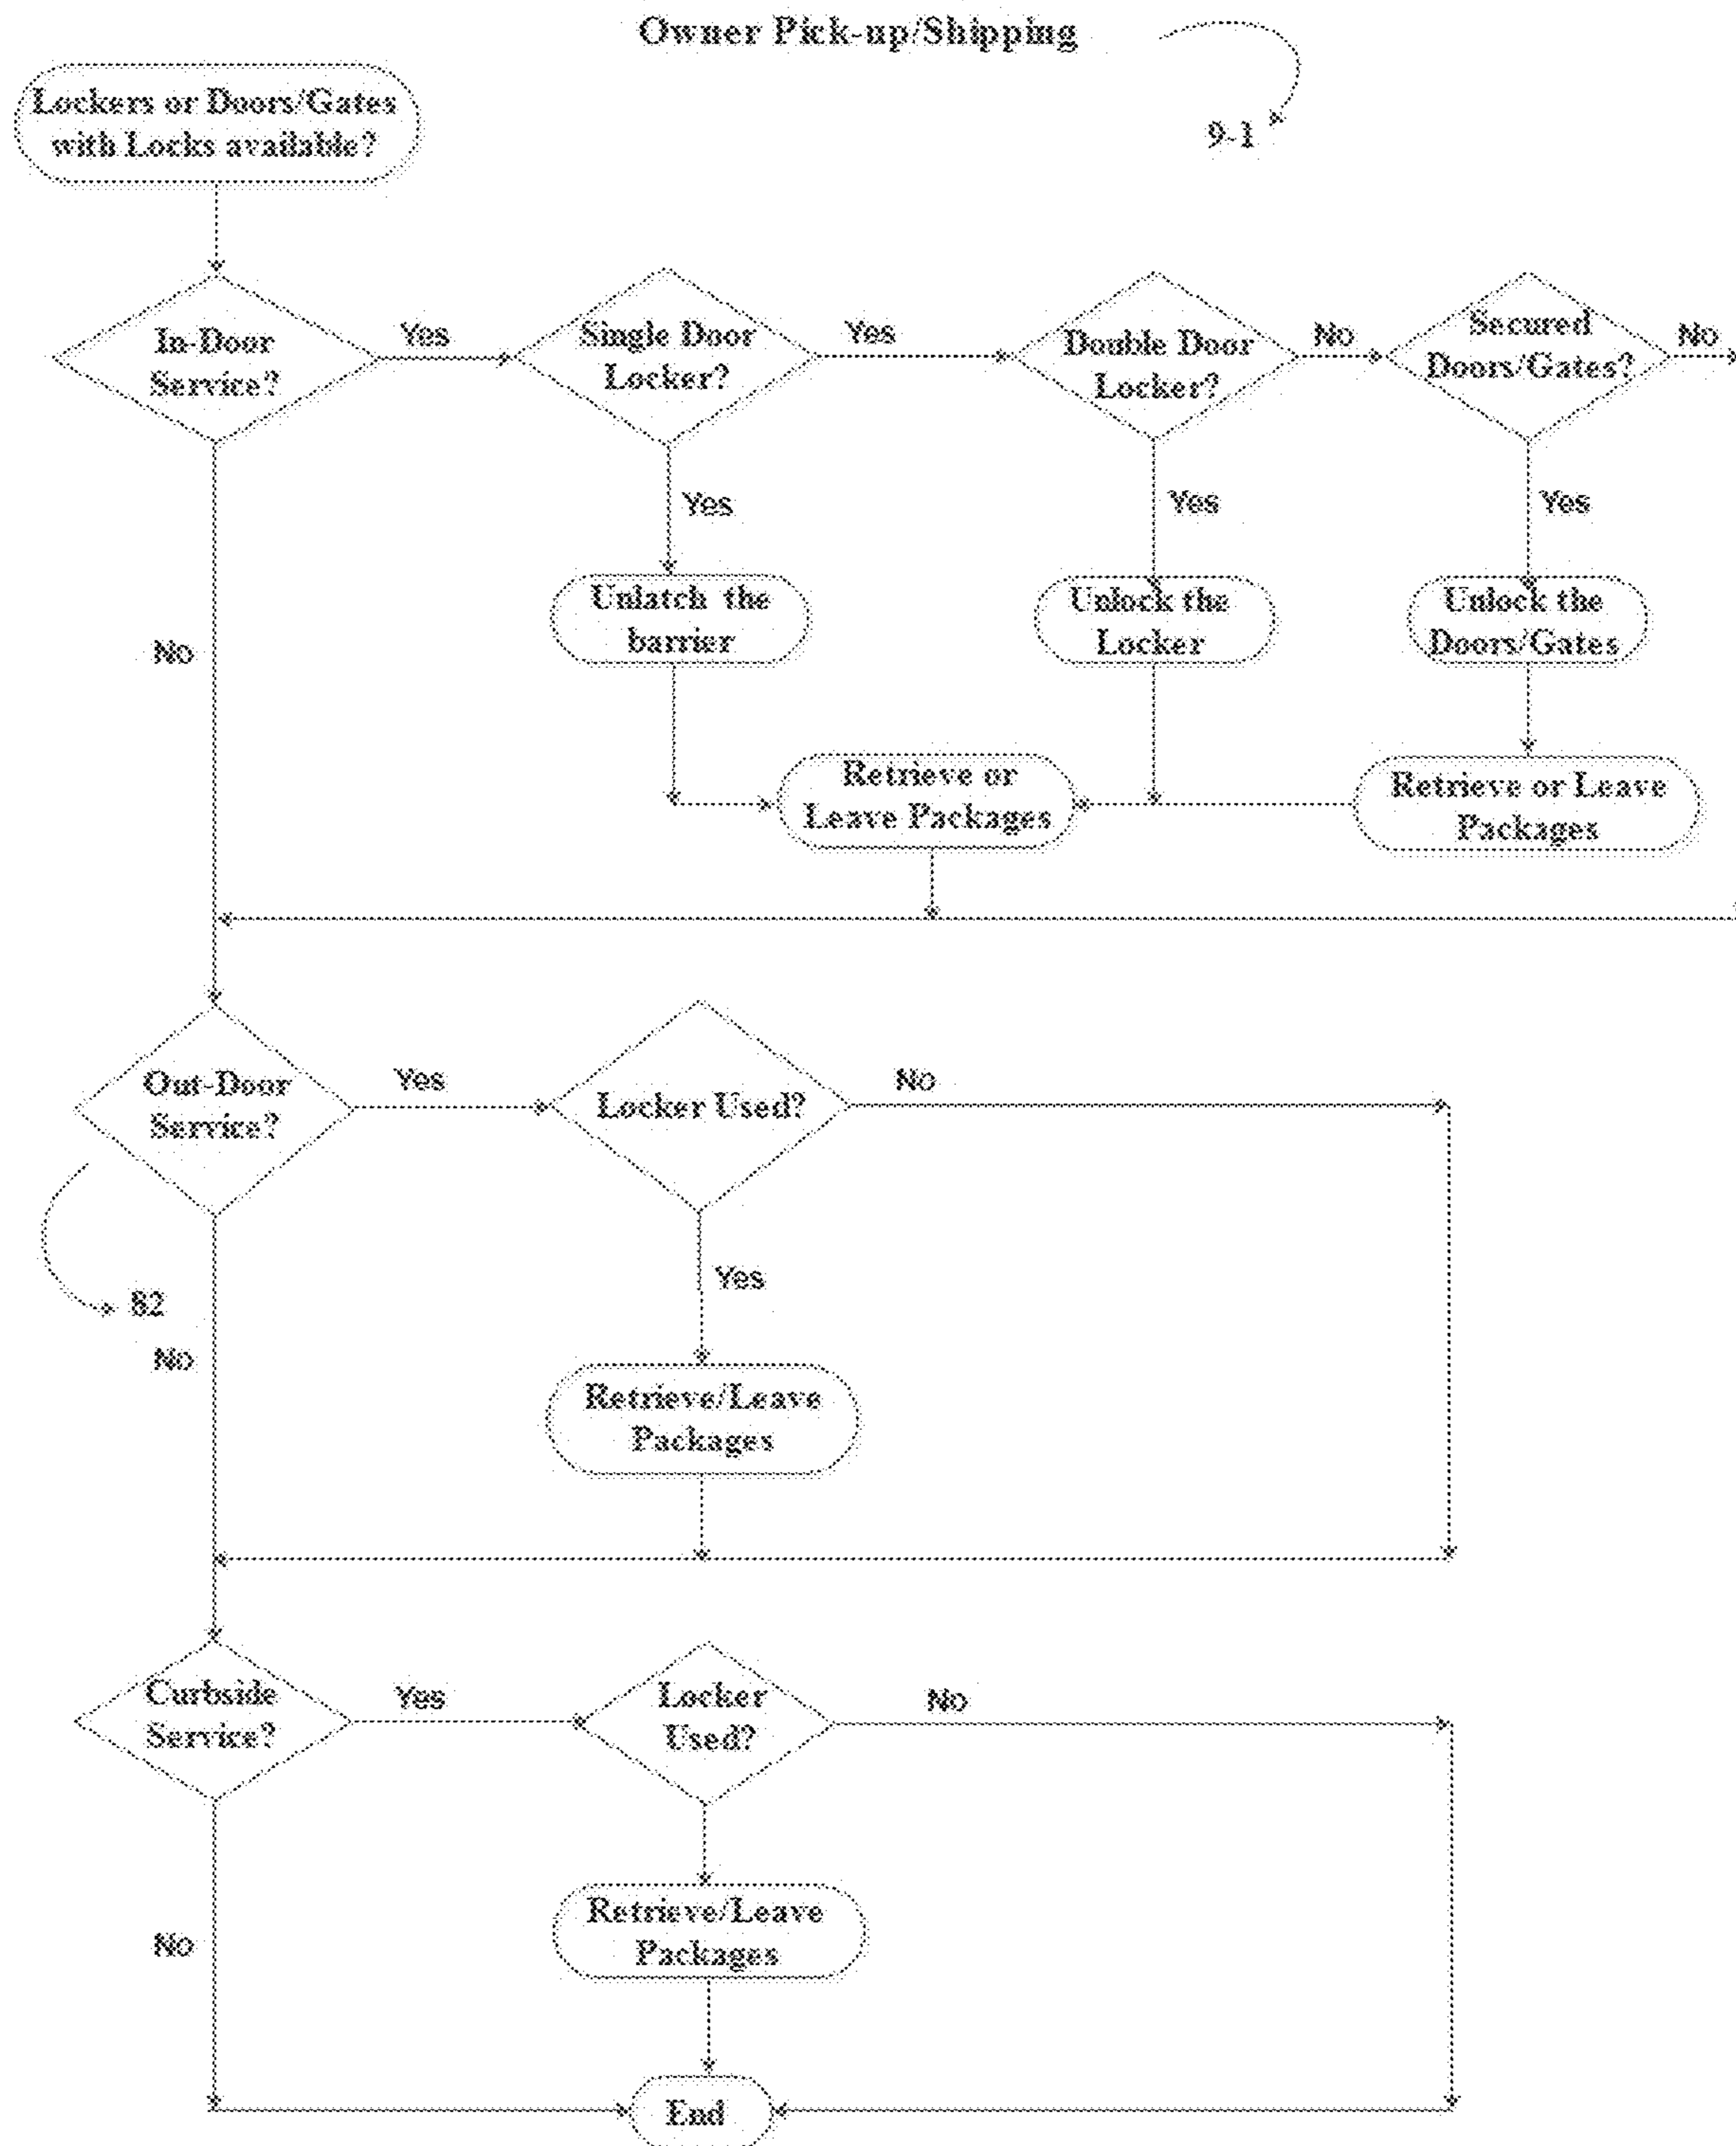 Owner Pick-up/Shipping
9-1
Lockers or Doors/Gates
with Locks available?
In-Door
Service?
Yes
Single Door
Locker?
Yes
Double Door
Locker?
No
Secured
Doors/Gates?
No
Yes
Yes
Yes
Unlatch the
barrier
Unlock the
Locker
Unlock the
Doors/Gates
No
Retrieve or
Leave Packages
Retrieve or Leave
Packages
Out-Door
Service?
Yes
Locker Used?
No
Yes
82
No
Retrieve/Leave
Packages
Curbside
Service?
Yes
Locker
Used?
No
Retrieve/Leave
Packages
No
End